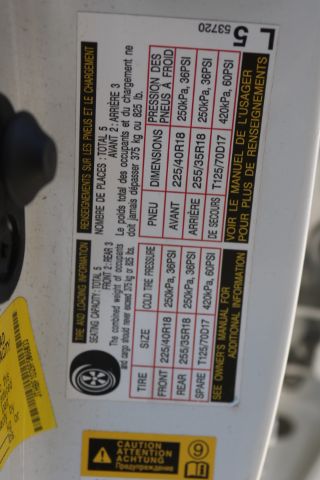 TIRE AND LOADING INFORMATION
SEATING CAPACITY: TOTAL 5
FRONT 2 : REAR 3
The combined weight of occupants
and cargo should never exceed 375 kg or 825 lbs.
TIRE SIZE COLD TIRE PRESSURE
FRONT 225/40R18 250kPa, 36PSI
REAR 255/35R18 250kPa, 36PSI
SPARE T125/70D17 420kPa, 60PSI
SEE OWNER'S MANUAL FOR
ADDITIONAL INFORMATION
RENSEIGNEMENTS SUR LES PNEUS ET LE CHARGEMENT
NOMBRE DE PLACES : TOTAL 5
AVANT 2 : ARRIÈRE 3
Le poids total des occupants et du chargement ne
doit jamais dépasser 375 kg ou 825 lb.
PNEU DIMENSIONS PRESSION DES PNEUS À FROID
AVANT 225/40R18 250kPa, 36PSI
ARRIÈRE 255/35R18 250kPa, 36PSI
DE SECOURS T125/70D17 420kPa, 60PSI
VOIR LE MANUEL DE L'USAGER
POUR PLUS DE RENSEIGNEMENTS
L 5
53720
CAUTION
ATTENTION
ACHTUNG
Предупреждение